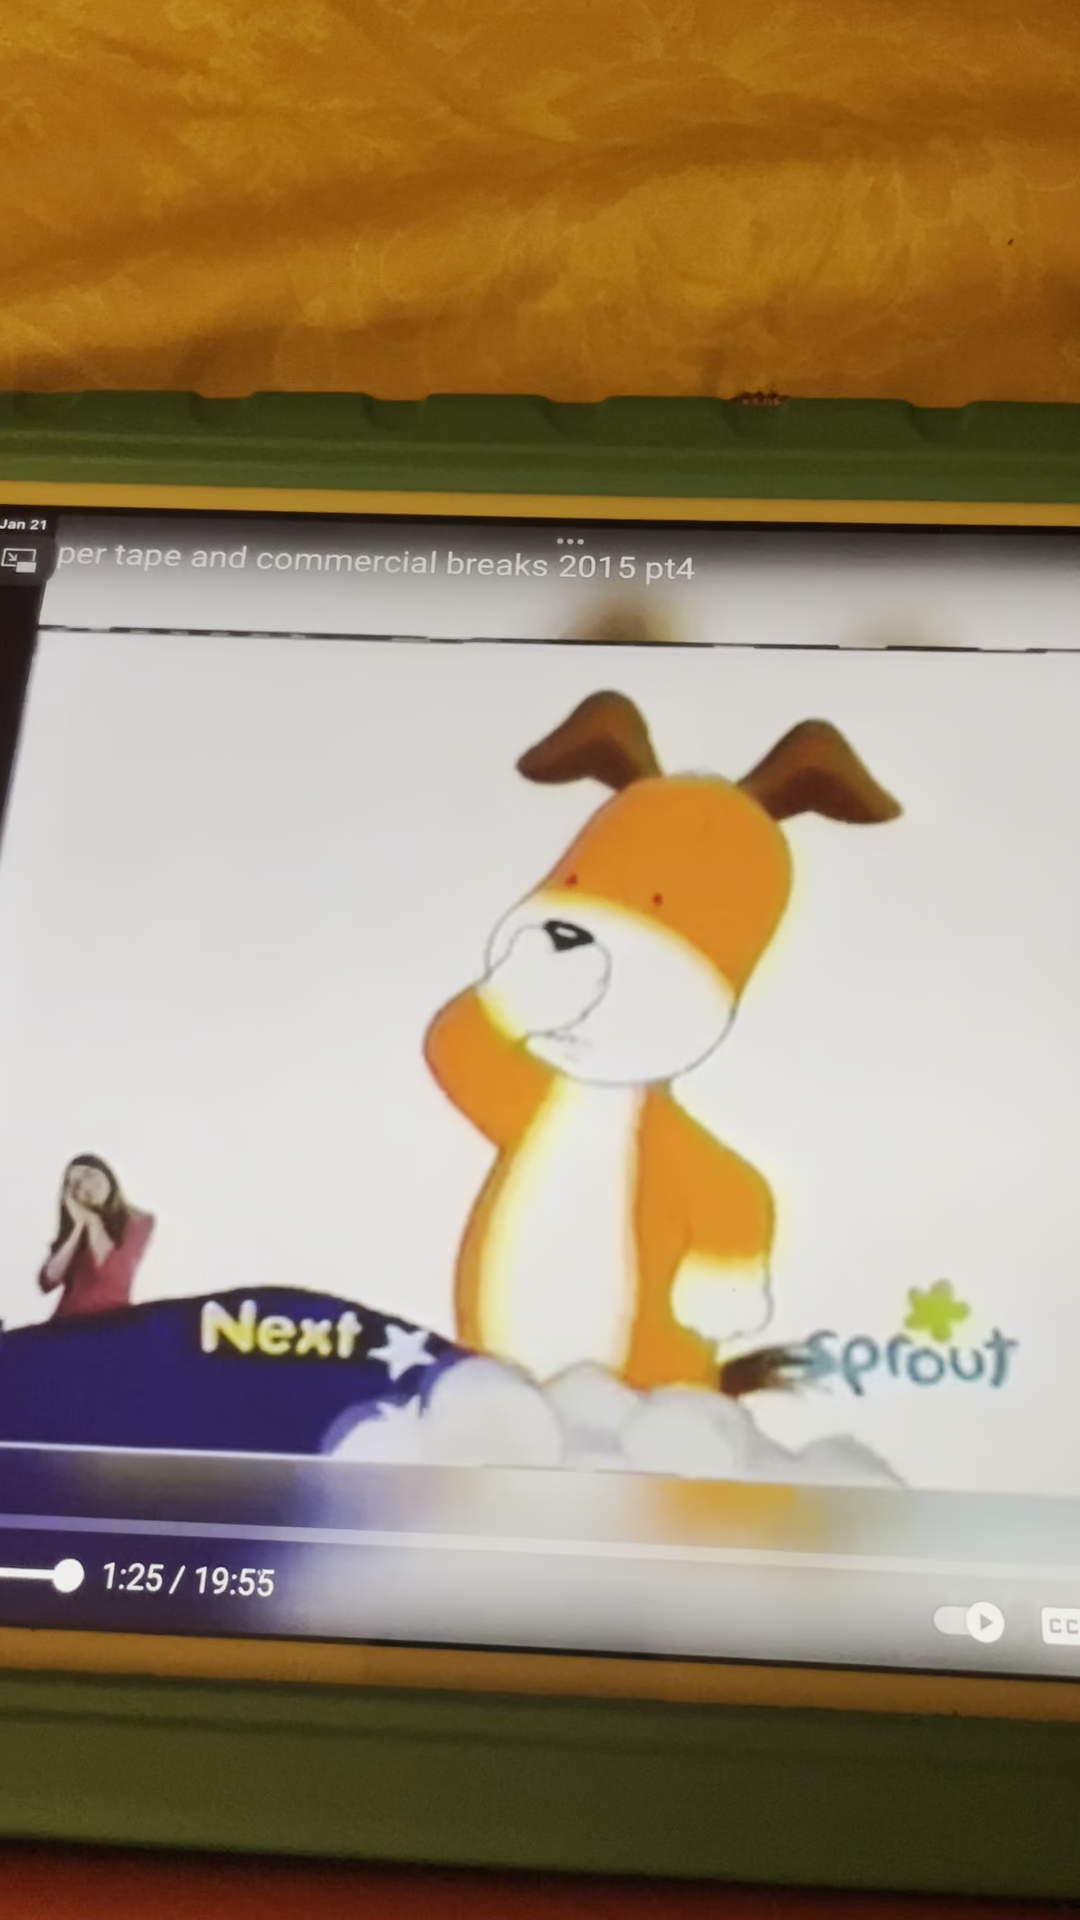 Jan 21
per tape and commercial breaks 2015 pt4
Next
Sprout
1:25 / 19:55
CC